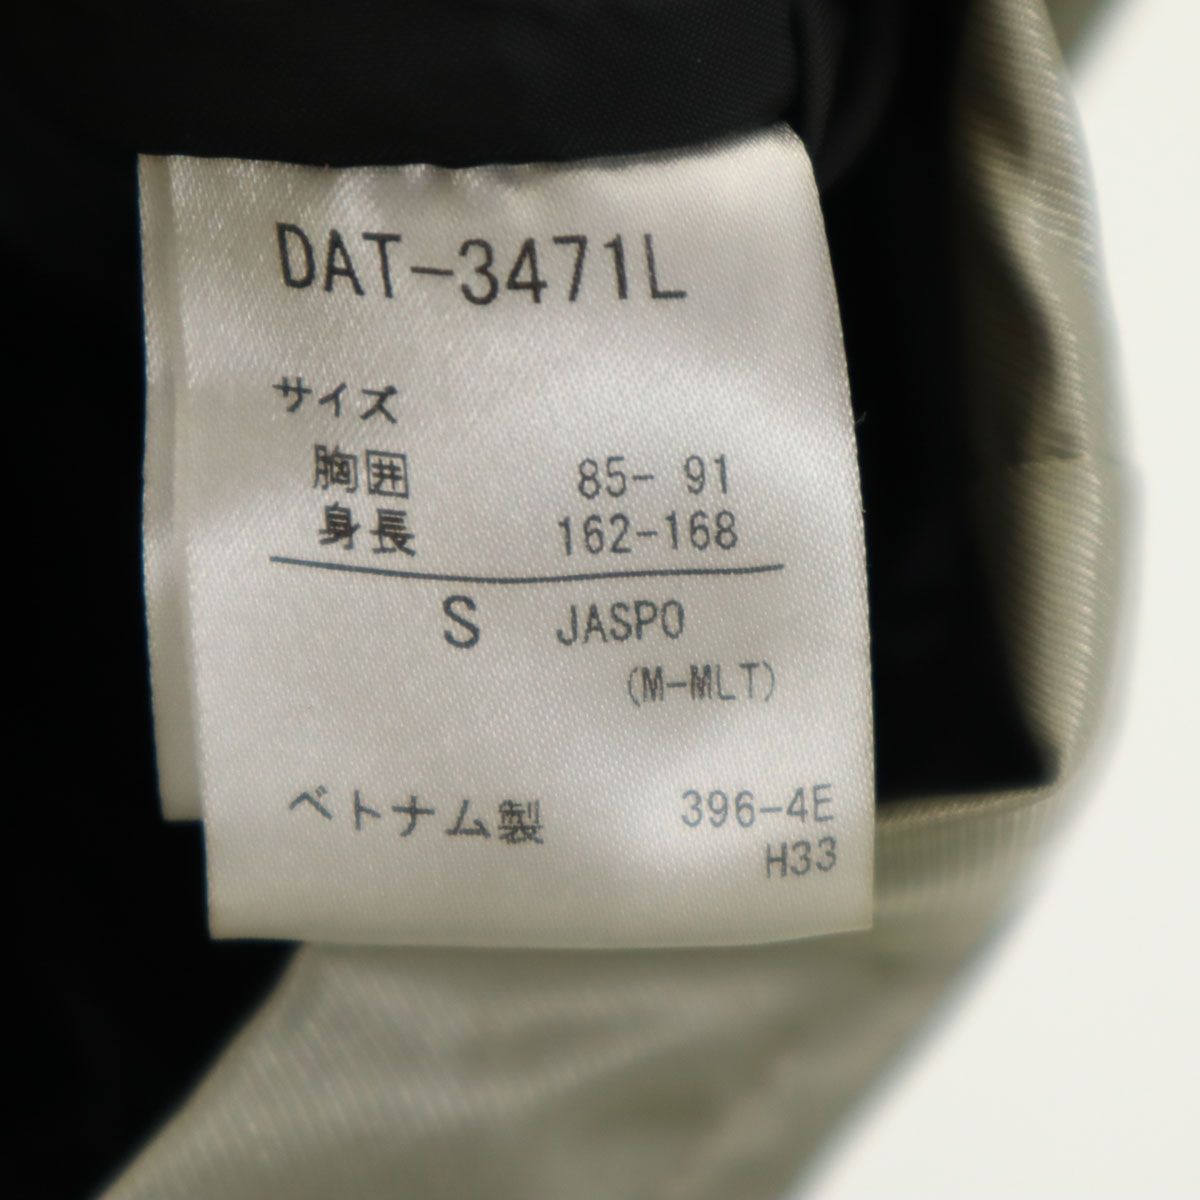 DAT-3471L
サイズ
胸囲 85- 91
身長 162-168
S JASPO
(M-MLT)
ベトナム製 396-4E
H33